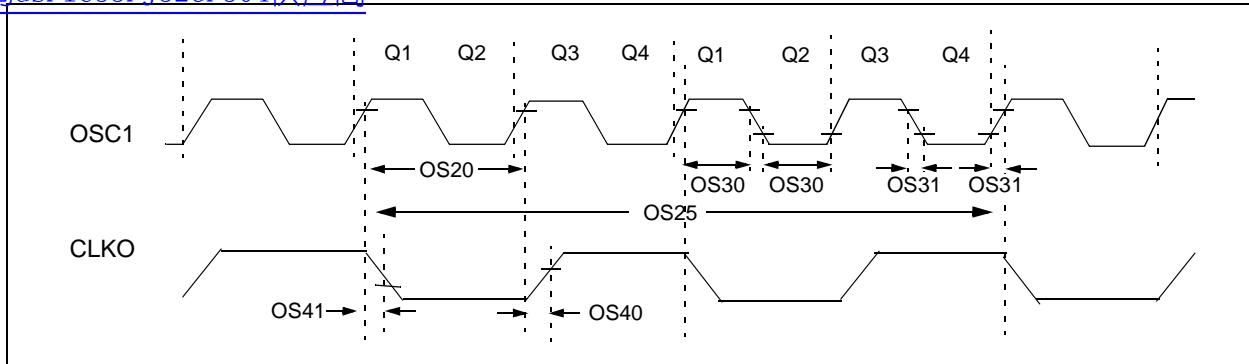 Q1 Q2 Q3 Q4 Q1 Q2 Q3 Q4
OSC1
OS20
OS30 OS30
OS31 OS31
OS25
CLKO
OS41
OS40